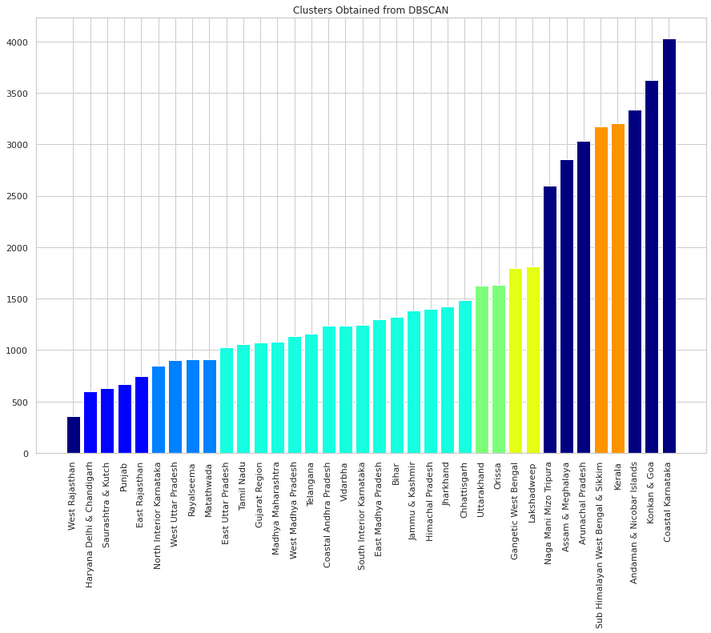 Clusters Obtained from DBSCAN
4000
3500
3000
2500
2000
1500
1000
500
0
West Rajasthan
Haryana Delhi & Chandigarh
Saurashtra & Kutch
Punjab
East Rajasthan
North Interior Karnataka
West Uttar Pradesh
Rayalseema
Matathwada
East Uttar Pradesh
Tamil Nadu
Gujarat Region
Madhya Maharashtra
West Madhya Pradesh
Telangana
Coastal Andhra Pradesh
Vidarbha
South Interior Karnataka
East Madhya Pradesh
Bihar
Jammu & Kashmir
Himachal Pradesh
Jharkhand
Chhattisgarh
Uttarakhand
Orissa
Gangetic West Bengal
Lakshadweep
Naga Mani Mizo Tripura
Assam & Meghalaya
Arunachal Pradesh
Sub Himalayan West Bengal & Sikkim
Kerala
Andaman & Nicobar Islands
Konkan & Goa
Coastal Karnataka